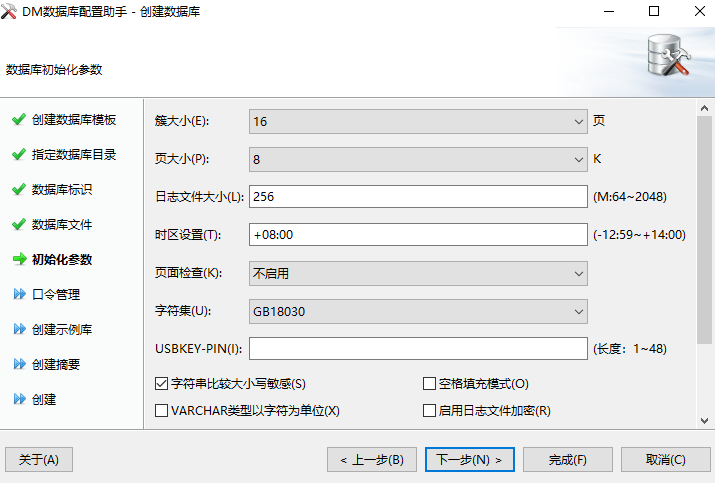 DM数据库配置助手 - 创建数据库
数据库初始化参数
创建数据库模板
指定数据库目录
数据库标识
数据库文件
初始化参数
口令管理
创建示例库
创建摘要
创建
簇大小(E): 16 页
页大小(P): 8 K
日志文件大小(L): 256 (M:64~2048)
时区设置(T): +08:00 (-12:59~+14:00)
页面检查(K): 不启用
字符集(U): GB18030
USBKEY-PIN(I): (长度：1~48)
字符串比较大小写敏感(S) 空格填充模式(O)
VARCHAR类型以字符为单位(X) 启用日志文件加密(R)
关于(A) < 上一步(B) 下一步(N) > 完成(F) 取消(C)